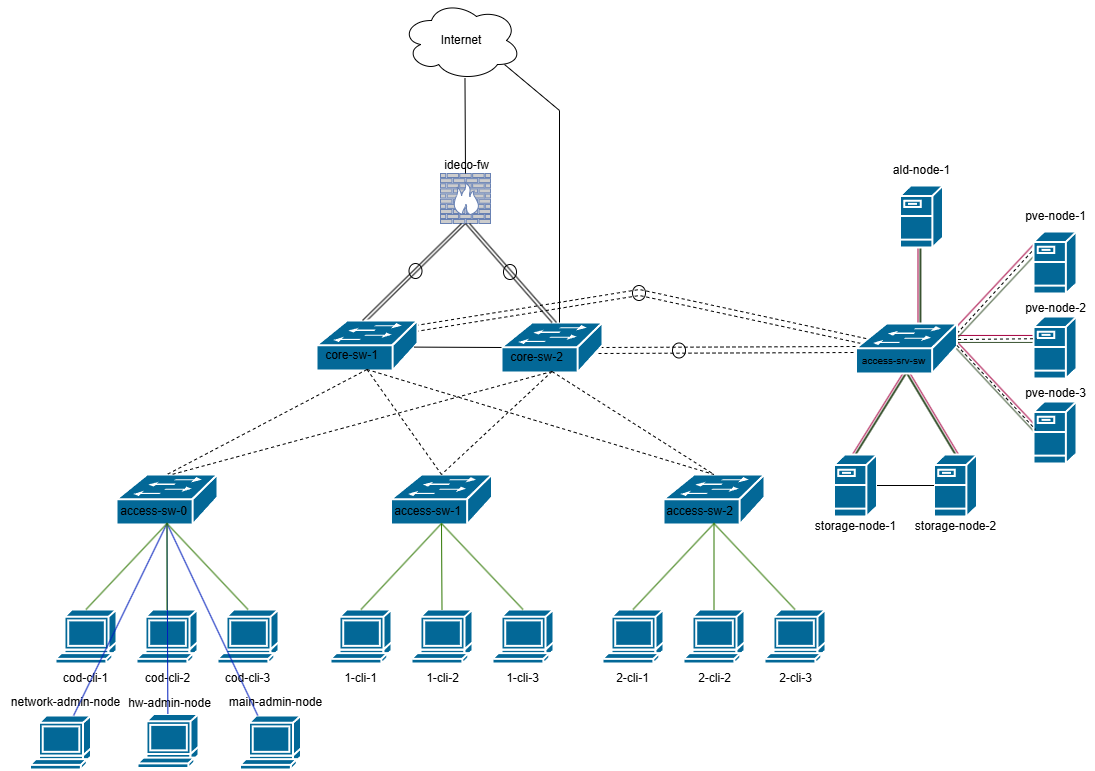 Internet
ideco-fw
ald-node-1
pve-node-1
pve-node-2
core-sw-1
core-sw-2
access-srv-sw
pve-node-3
access-sw-0
access-sw-1
access-sw-2
storage-node-1
storage-node-2
cod-cli-1
cod-cli-2
cod-cli-3
1-cli-1
1-cli-2
1-cli-3
2-cli-1
2-cli-2
2-cli-3
network-admin-node
hw-admin-node
main-admin-node